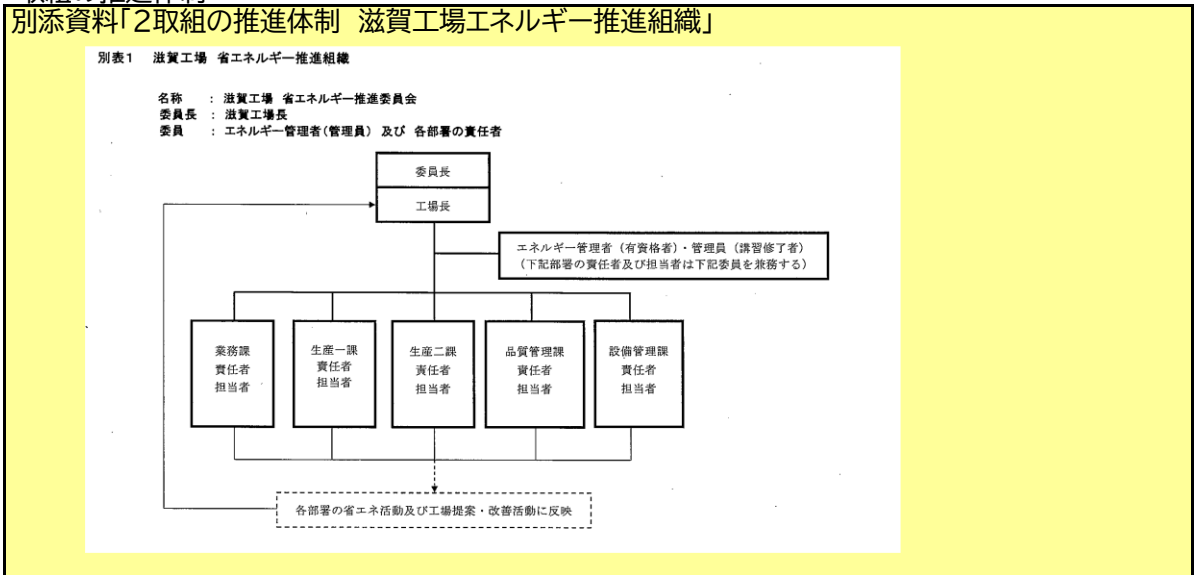 別添資料「２取組の推進体制 滋賀工場エネルギー推進組織」
別表1 滋賀工場 省エネルギー推進組織
名称 : 滋賀工場 省エネルギー推進委員会
委員長 : 滋賀工場長
委員 : エネルギー管理者(管理員) 及び 各部署の責任者
委員長
工場長
エネルギー管理者（有資格者）・管理員（講習修了者）
（下記部署の責任者及び担当者は下記委員を兼務する）
業務課
責任者
担当者
生産一課
責任者
担当者
生産二課
責任者
担当者
品質管理課
責任者
担当者
設備管理課
責任者
担当者
各部署の省エネ活動及び工場提案・改善活動に反映